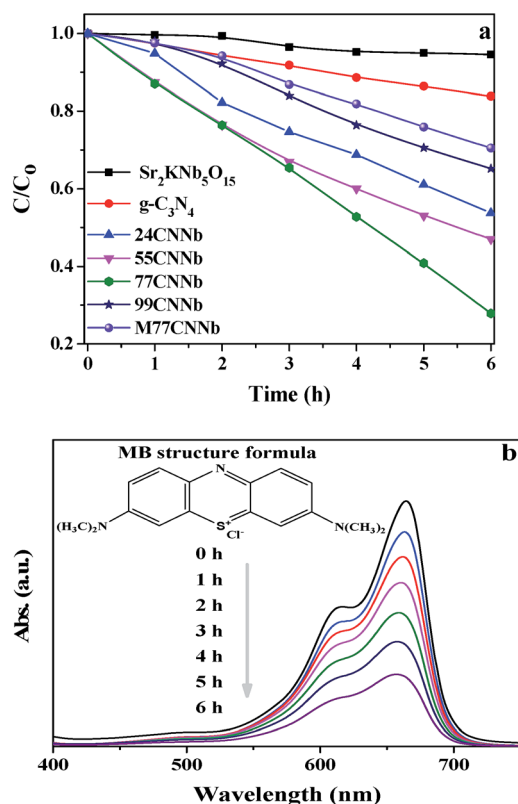 a
1.0
0.8
0.6
0.4
0.2
C/C₀
Sr₂KNb₅O₁₅
g-C₃N₄
24CNNb
55CNNb
77CNNb
99CNNb
M77CNNb
0 1 2 3 4 5 6
Time (h)
b
MB structure formula
N
(H₃C)₂N S⁺ N(CH₃)₂
Cl⁻
0 h
1 h
2 h
3 h
4 h
5 h
6 h
Abs. (a.u.)
400 500 600 700
Wavelength (nm)